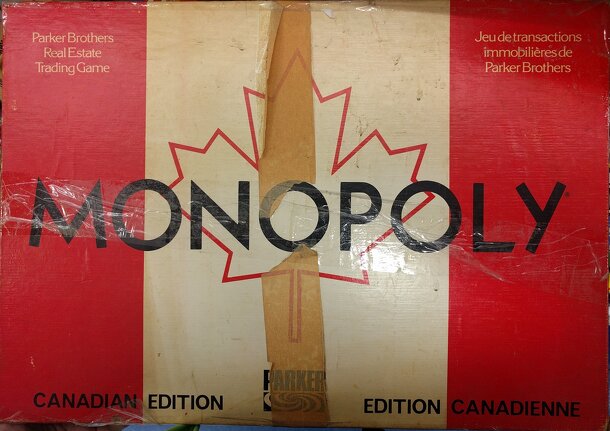 Parker Brothers
Real Estate
Trading Game
Jeu de transactions
immobilières de
Parker Brothers
MONOPOLY
PARKER
CANADIAN EDITION
EDITION CANADIENNE